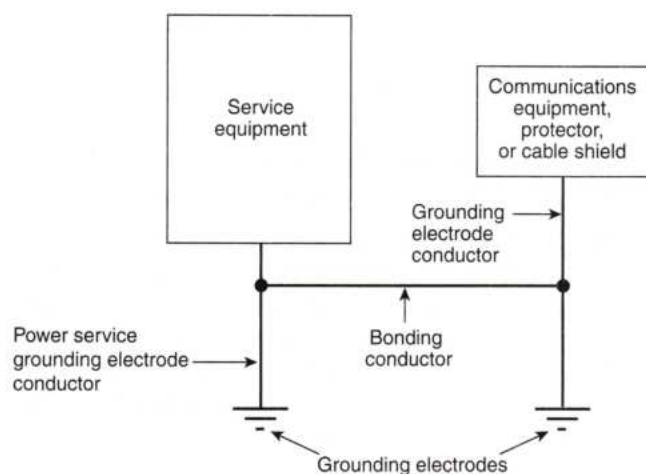 Service
equipment
Communications
equipment,
protector,
or cable shield
Grounding
electrode
conductor
Power service
grounding electrode
conductor
Bonding
conductor
Grounding electrodes